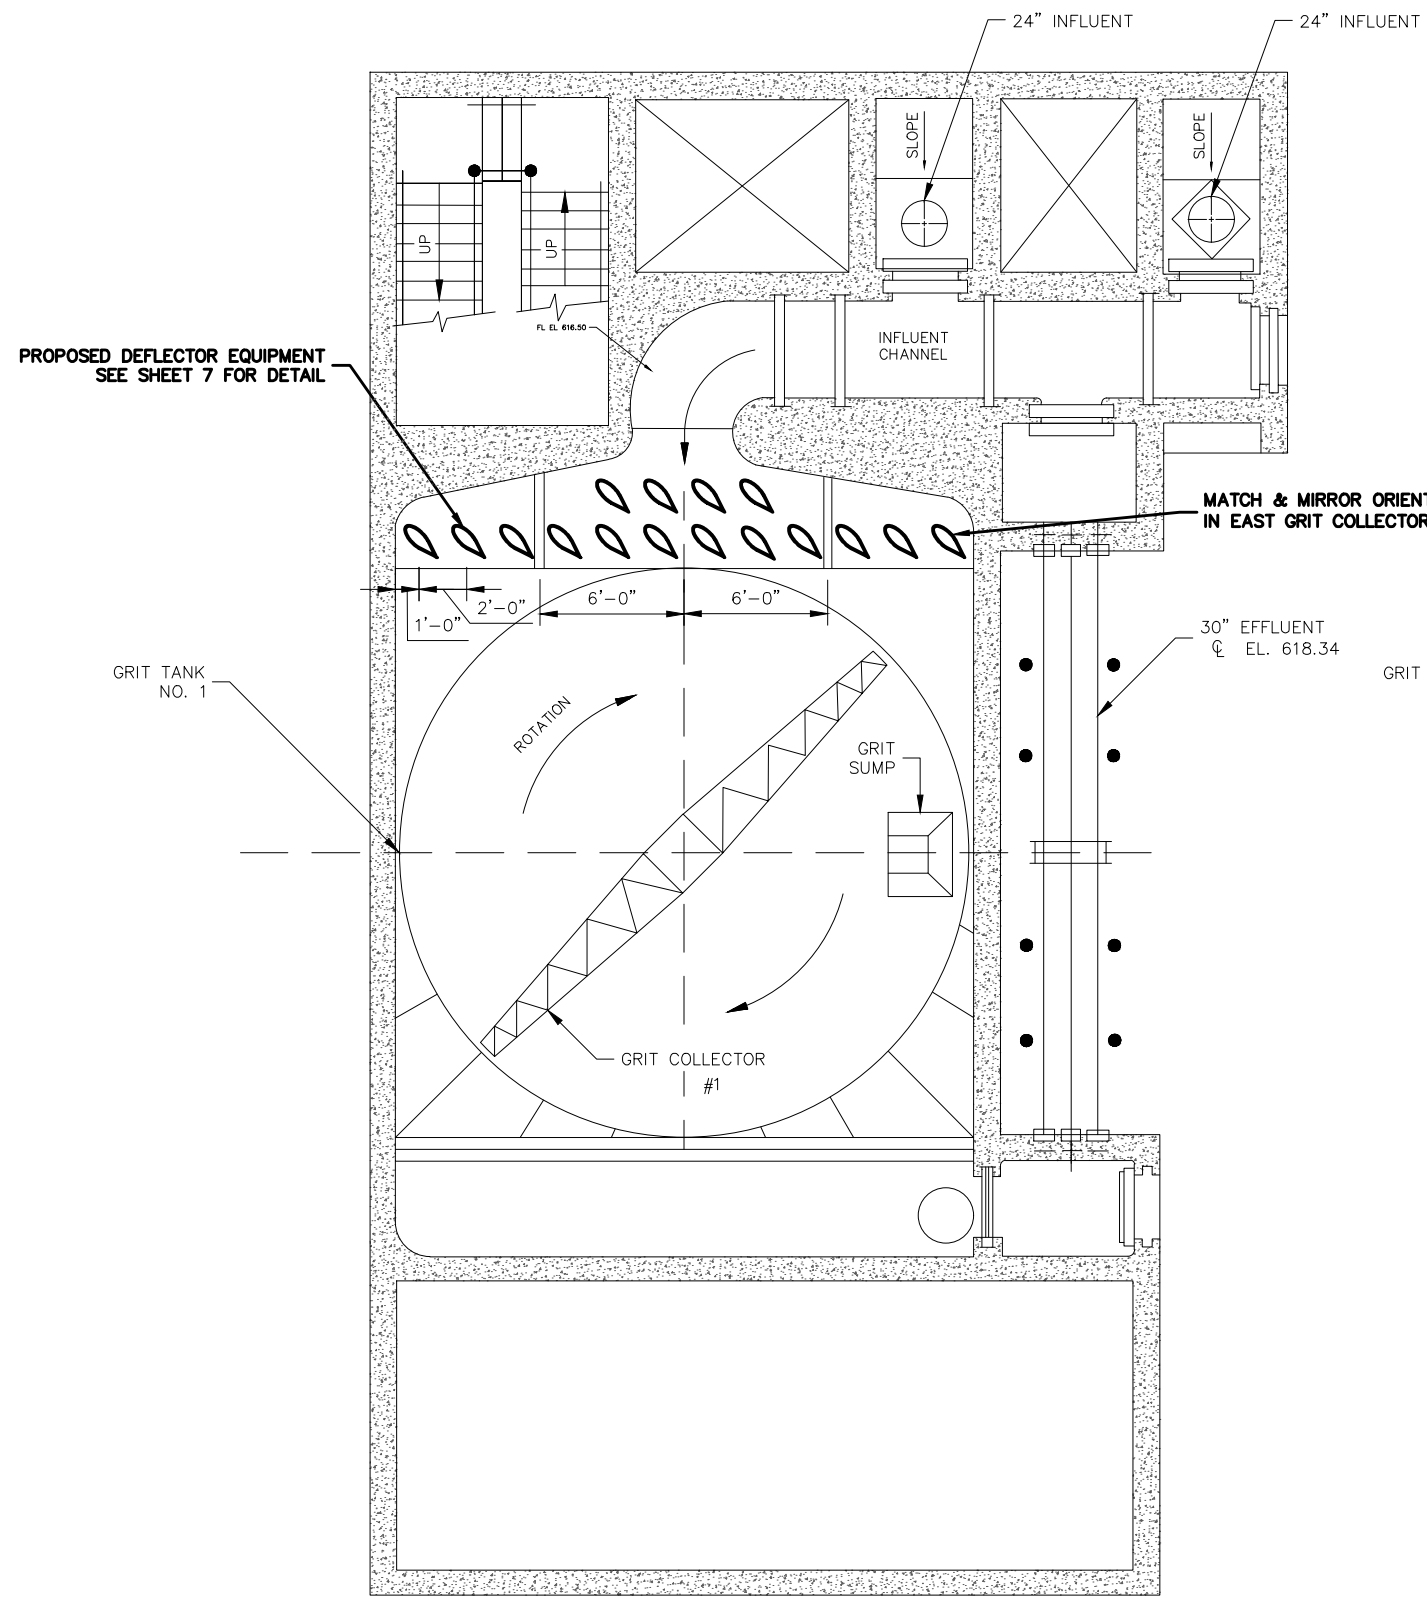 24" INFLUENT
24" INFLUENT
SLOPE
SLOPE
UP
UP
FL EL 616.50
INFLUENT
CHANNEL
PROPOSED DEFLECTOR EQUIPMENT
SEE SHEET 7 FOR DETAIL
MATCH & MIRROR ORIENT
IN EAST GRIT COLLECTOR
6'-0"
6'-0"
2'-0"
1'-0"
30" EFFLUENT
℄ EL. 618.34
GRIT TANK
NO. 1
GRIT
ROTATION
GRIT
SUMP
GRIT COLLECTOR
#1